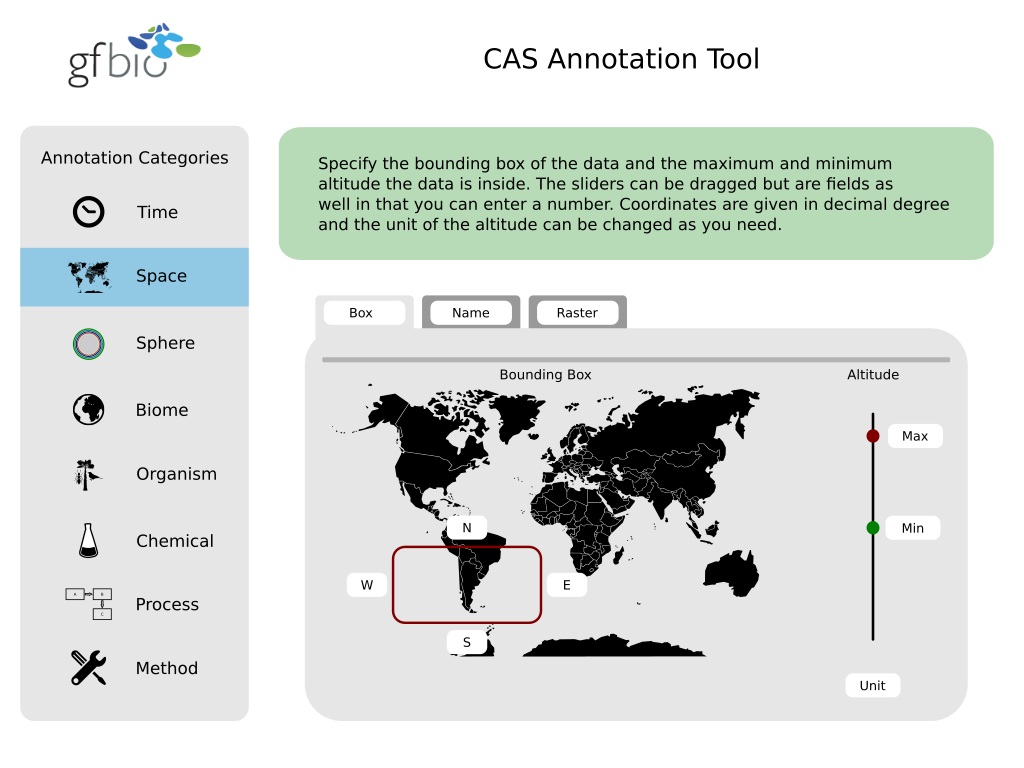 gfbio
CAS Annotation Tool
Annotation Categories
Time
Space
Sphere
Biome
Organism
Chemical
A
B
C
Process
Method
Specify the bounding box of the data and the maximum and minimum
altitude the data is inside. The sliders can be dragged but are fields as
well in that you can enter a number. Coordinates are given in decimal degree
and the unit of the altitude can be changed as you need.
Box
Name
Raster
Bounding Box
Altitude
N
W
E
S
Max
Min
Unit